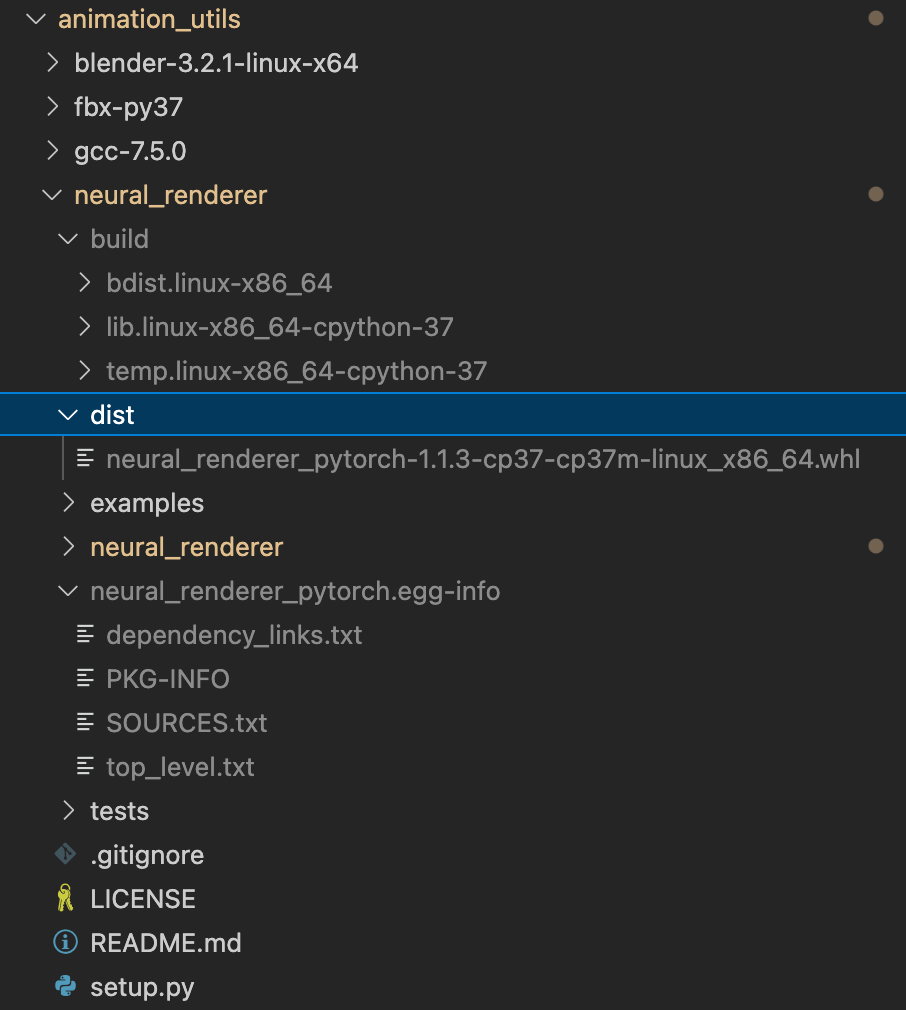 animation_utils
blender-3.2.1-linux-x64
fbx-py37
gcc-7.5.0
neural_renderer
build
bdist.linux-x86_64
lib.linux-x86_64-cpython-37
temp.linux-x86_64-cpython-37
dist
neural_renderer_pytorch-1.1.3-cp37-cp37m-linux_x86_64.whl
examples
neural_renderer
neural_renderer_pytorch.egg-info
dependency_links.txt
PKG-INFO
SOURCES.txt
top_level.txt
tests
.gitignore
LICENSE
README.md
setup.py